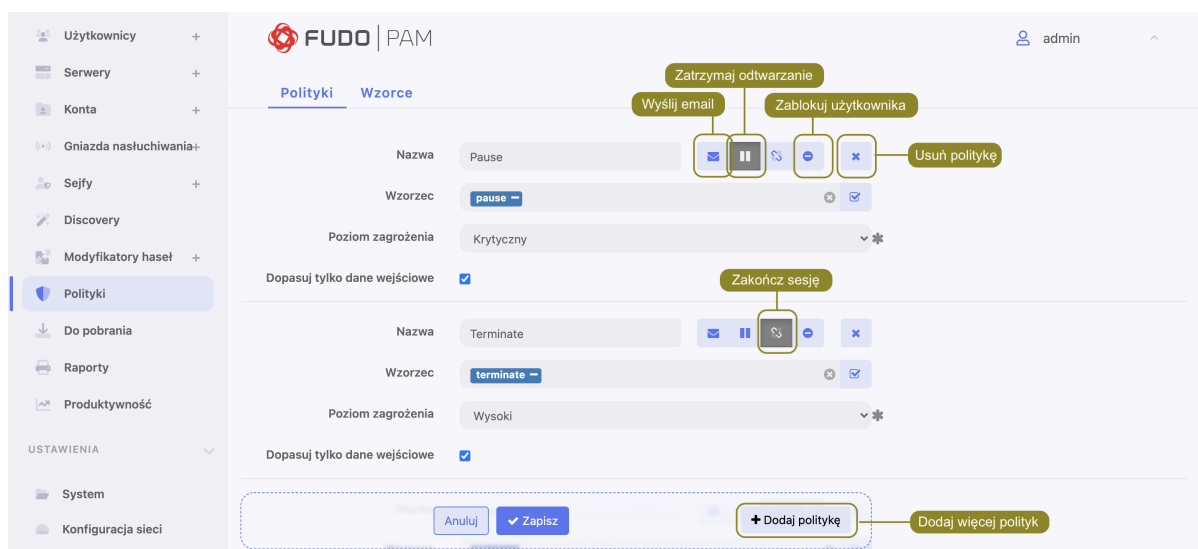 Użytkownicy +
Serwery +
Konta +
Gniazda nasłuchiwania+
Sejfy +
Discovery
Modyfikatory haseł +
Polityki
Do pobrania
Raporty
Produktywność
USTAWIENIA
System
Konfiguracja sieci
FUDO | PAM
admin
Polityki Wzorce
Zatrzymaj odtwarzanie
Wyślij email
Zablokuj użytkownika
Nazwa Pause
Usuń politykę
Wzorzec pause –
Poziom zagrożenia Krytyczny
Dopasuj tylko dane wejściowe
Zakończ sesję
Nazwa Terminate
Wzorzec terminate –
Poziom zagrożenia Wysoki
Dopasuj tylko dane wejściowe
Anuluj Zapisz + Dodaj politykę
Dodaj więcej polityk